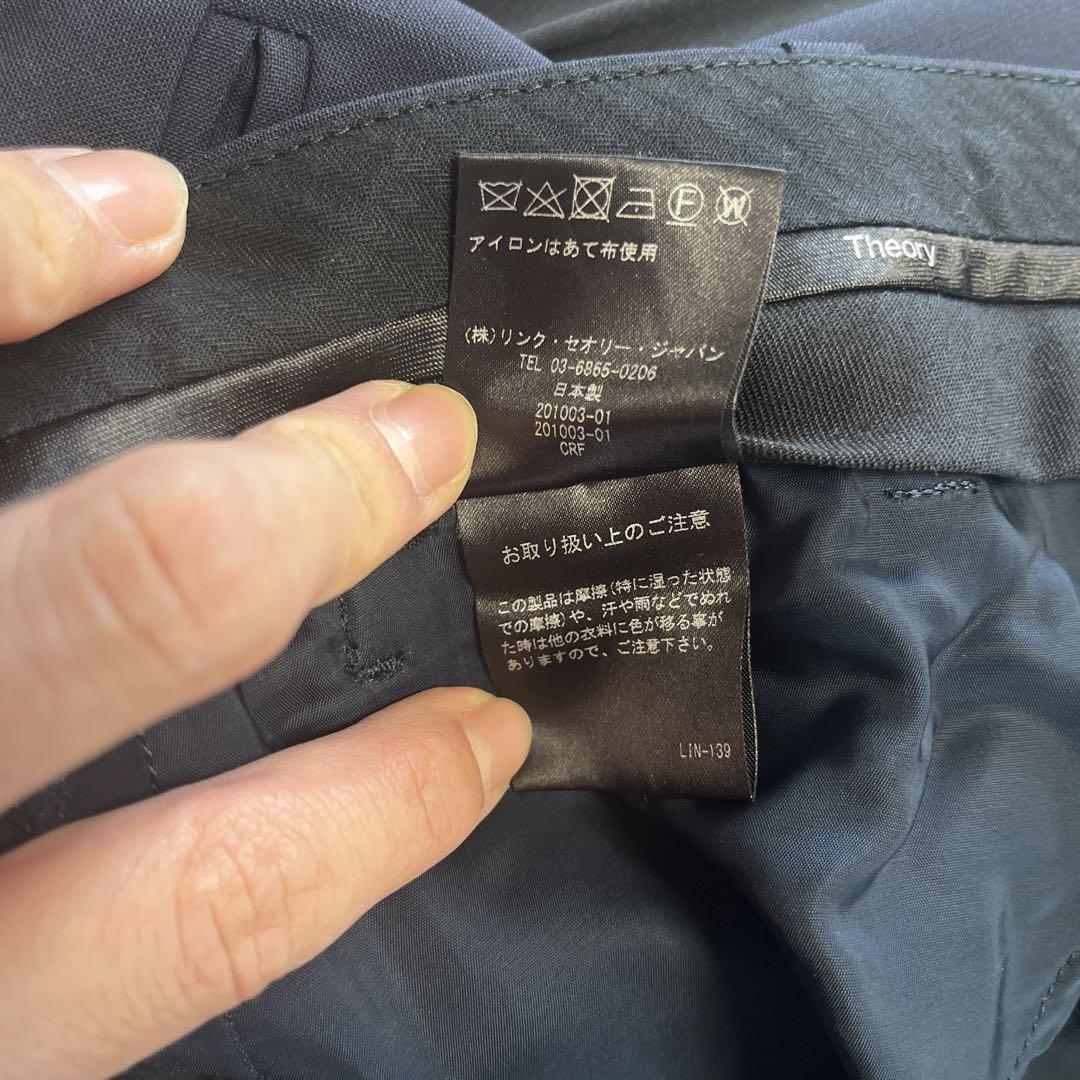 F W
アイロンはあて布使用
Theory
(株)リンク・セオリー・ジャパン
TEL 03-6865-0206
日本製
201003-01
201003-01
CRF
お取り扱い上のご注意
この製品は摩擦(特に湿った状態
での摩擦)や、汗や雨などでぬれ
た時は他の衣料に色が移る事が
ありますので、ご注意下さい。
LIN-139